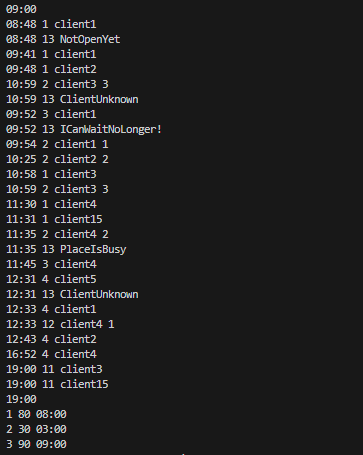 09:00
08:48 1 client1
08:48 13 NotOpenYet
09:41 1 client1
09:48 1 client2
10:59 2 client3 3
10:59 13 ClientUnknown
09:52 3 client1
09:52 13 ICanWaitNoLonger!
09:54 2 client1 1
10:25 2 client2 2
10:58 1 client3
10:59 2 client3 3
11:30 1 client4
11:31 1 client15
11:35 2 client4 2
11:35 13 PlaceIsBusy
11:45 3 client4
12:31 4 client5
12:31 13 ClientUnknown
12:33 4 client1
12:33 12 client4 1
12:43 4 client2
16:52 4 client4
19:00 11 client3
19:00 11 client15
19:00
1 80 08:00
2 30 03:00
3 90 09:00